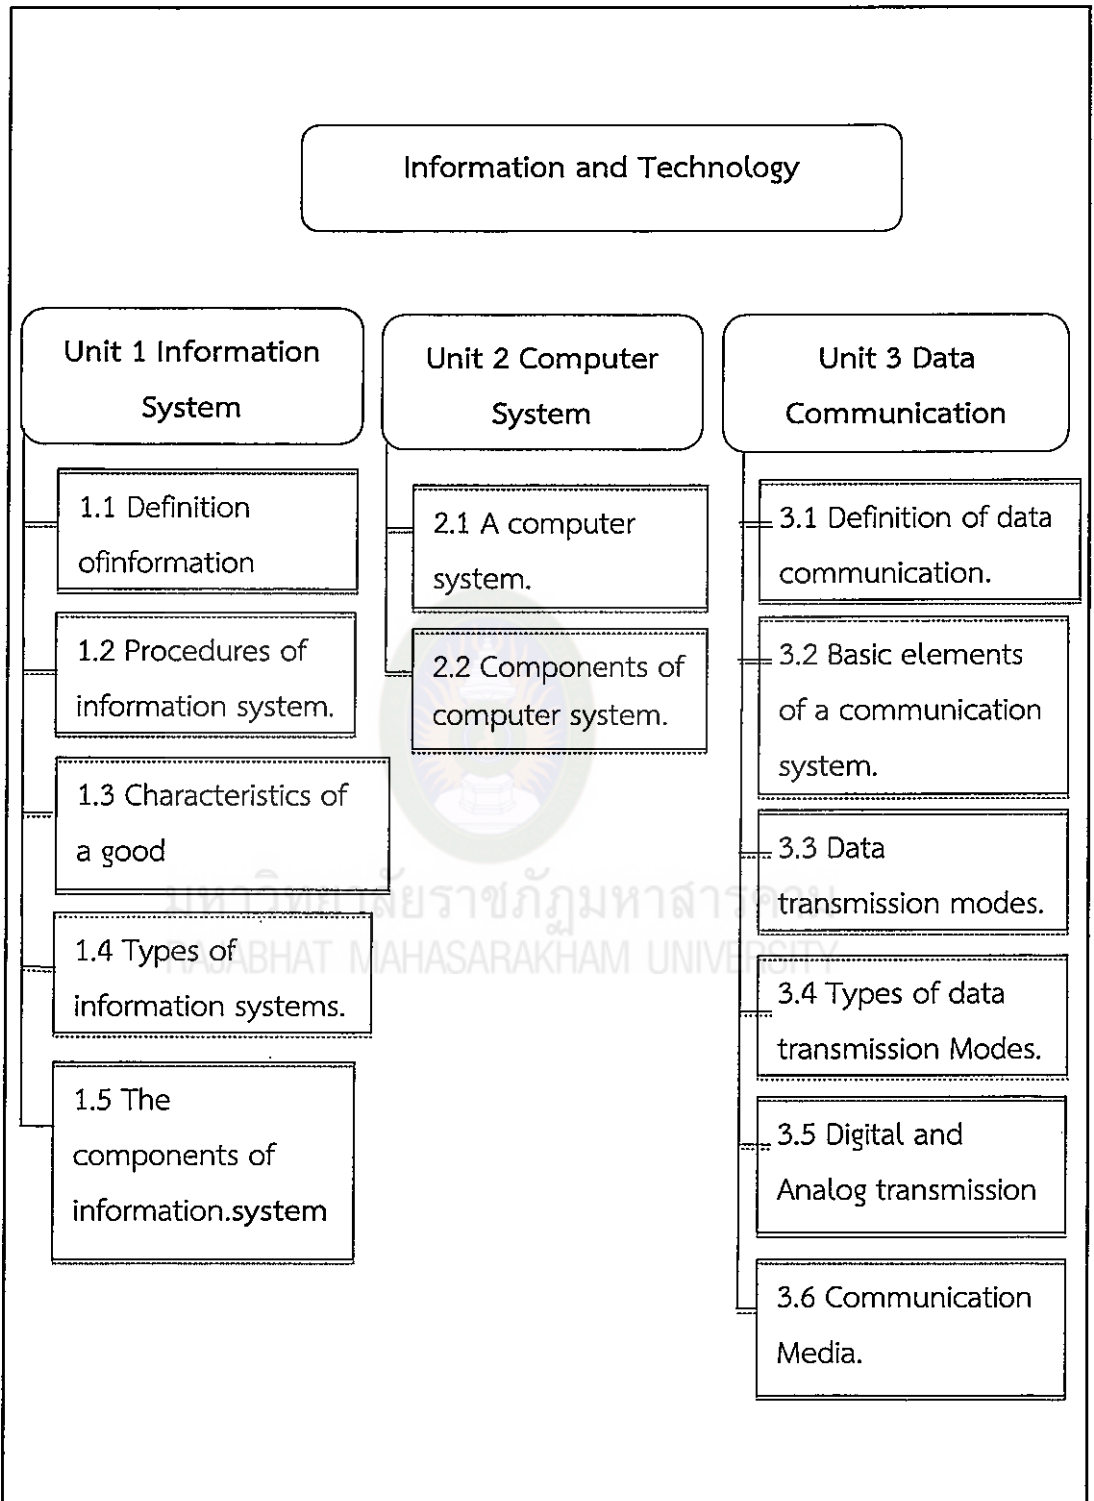 Information and Technology
Unit 1 Information
System
1.1 Definition
ofinformation
1.2 Procedures of
information system.
1.3 Characteristics of
a good
1.4 Types of
information systems.
1.5 The
components of
information.system
Unit 2 Computer
System
2.1 A computer
system.
2.2 Components of
computer system.
Unit 3 Data
Communication
3.1 Definition of data
communication.
3.2 Basic elements
of a communication
system.
3.3 Data
transmission modes.
3.4 Types of data
transmission Modes.
3.5 Digital and
Analog transmission
3.6 Communication
Media.
มหาวิทยาลัยราชภัฏมหาสารคาม
RAJABHAT MAHASARAKHAM UNIVERSITY